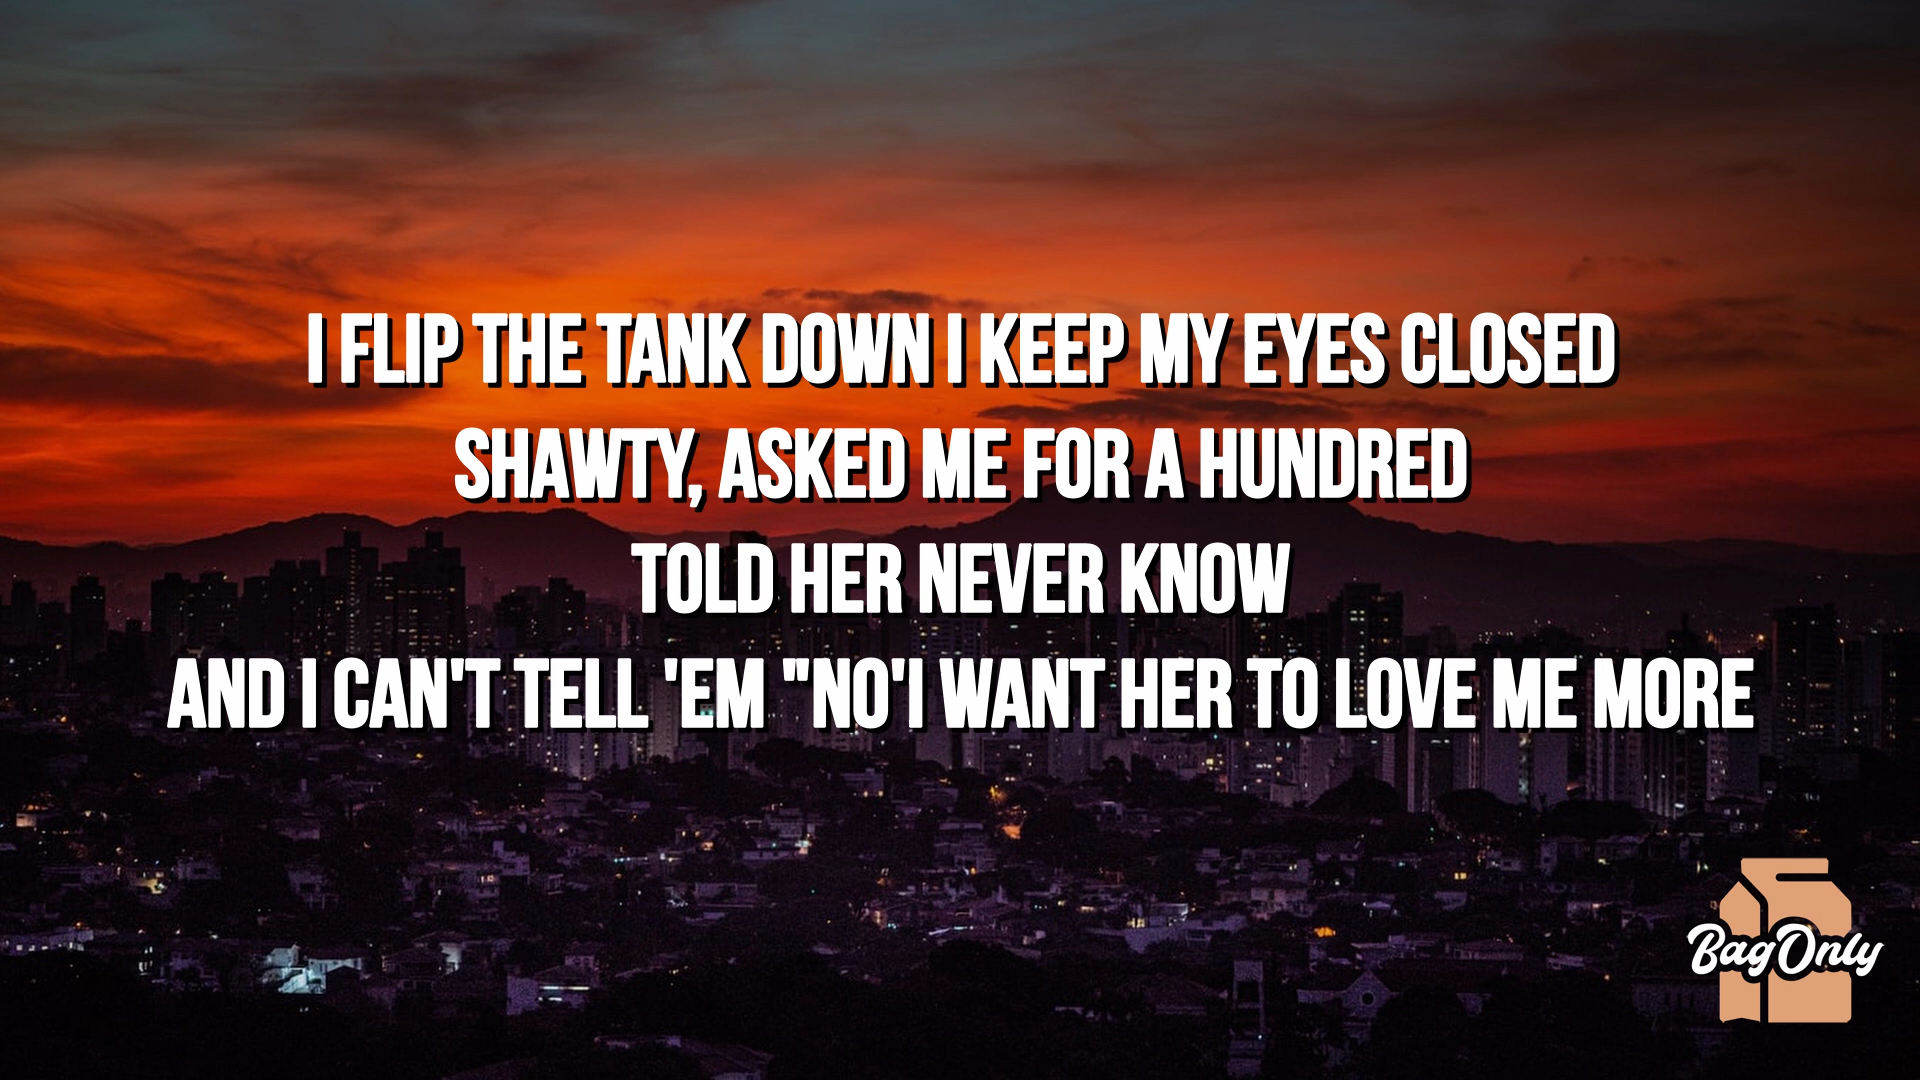 I FLIP THE TANK DOWN I KEEP MY EYES CLOSED
SHAWTY, ASKED ME FOR A HUNDRED
TOLD HER NEVER KNOW
AND I CAN'T TELL 'EM "NO'I WANT HER TO LOVE ME MORE
BagOnly